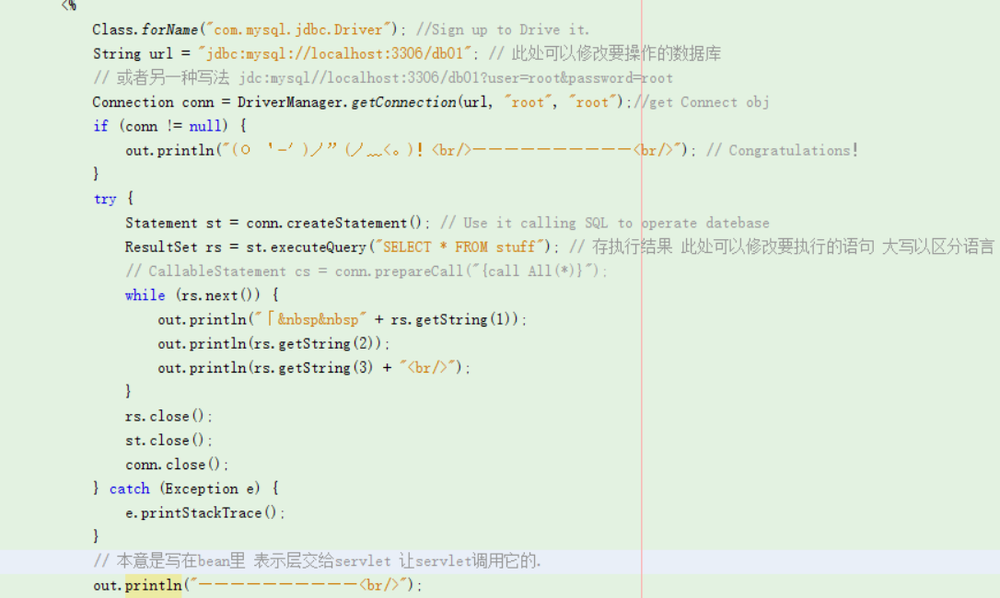 <%
Class.forName("com.mysql.jdbc.Driver"); //Sign up to Drive it.
String url = "jdbc:mysql://localhost:3306/db01"; // 此处可以修改要操作的数据库
// 或者另一种写法 jdc:mysql//localhost:3306/db01?user=root&password=root
Connection conn = DriverManager.getConnection(url, "root", "root");//get Connect obj
if (conn != null) {
out.println("(Ｏ ＇-′)ノ”(ノ﹏<。)！<br/>——————————<br/>"); // Congratulations！
}
try {
Statement st = conn.createStatement(); // Use it calling SQL to operate datebase
ResultSet rs = st.executeQuery("SELECT * FROM stuff"); // 存执行结果 此处可以修改要执行的语句 大写以区分语言
// CallableStatement cs = conn.prepareCall("{call All(*)}");
while (rs.next()) {
out.println("「&nbsp&nbsp" + rs.getString(1));
out.println(rs.getString(2));
out.println(rs.getString(3) + "<br/>");
}
rs.close();
st.close();
conn.close();
} catch (Exception e) {
e.printStackTrace();
}
// 本意是写在bean里 表示层交给servlet 让servlet调用它的.
out.println("——————————<br/>");